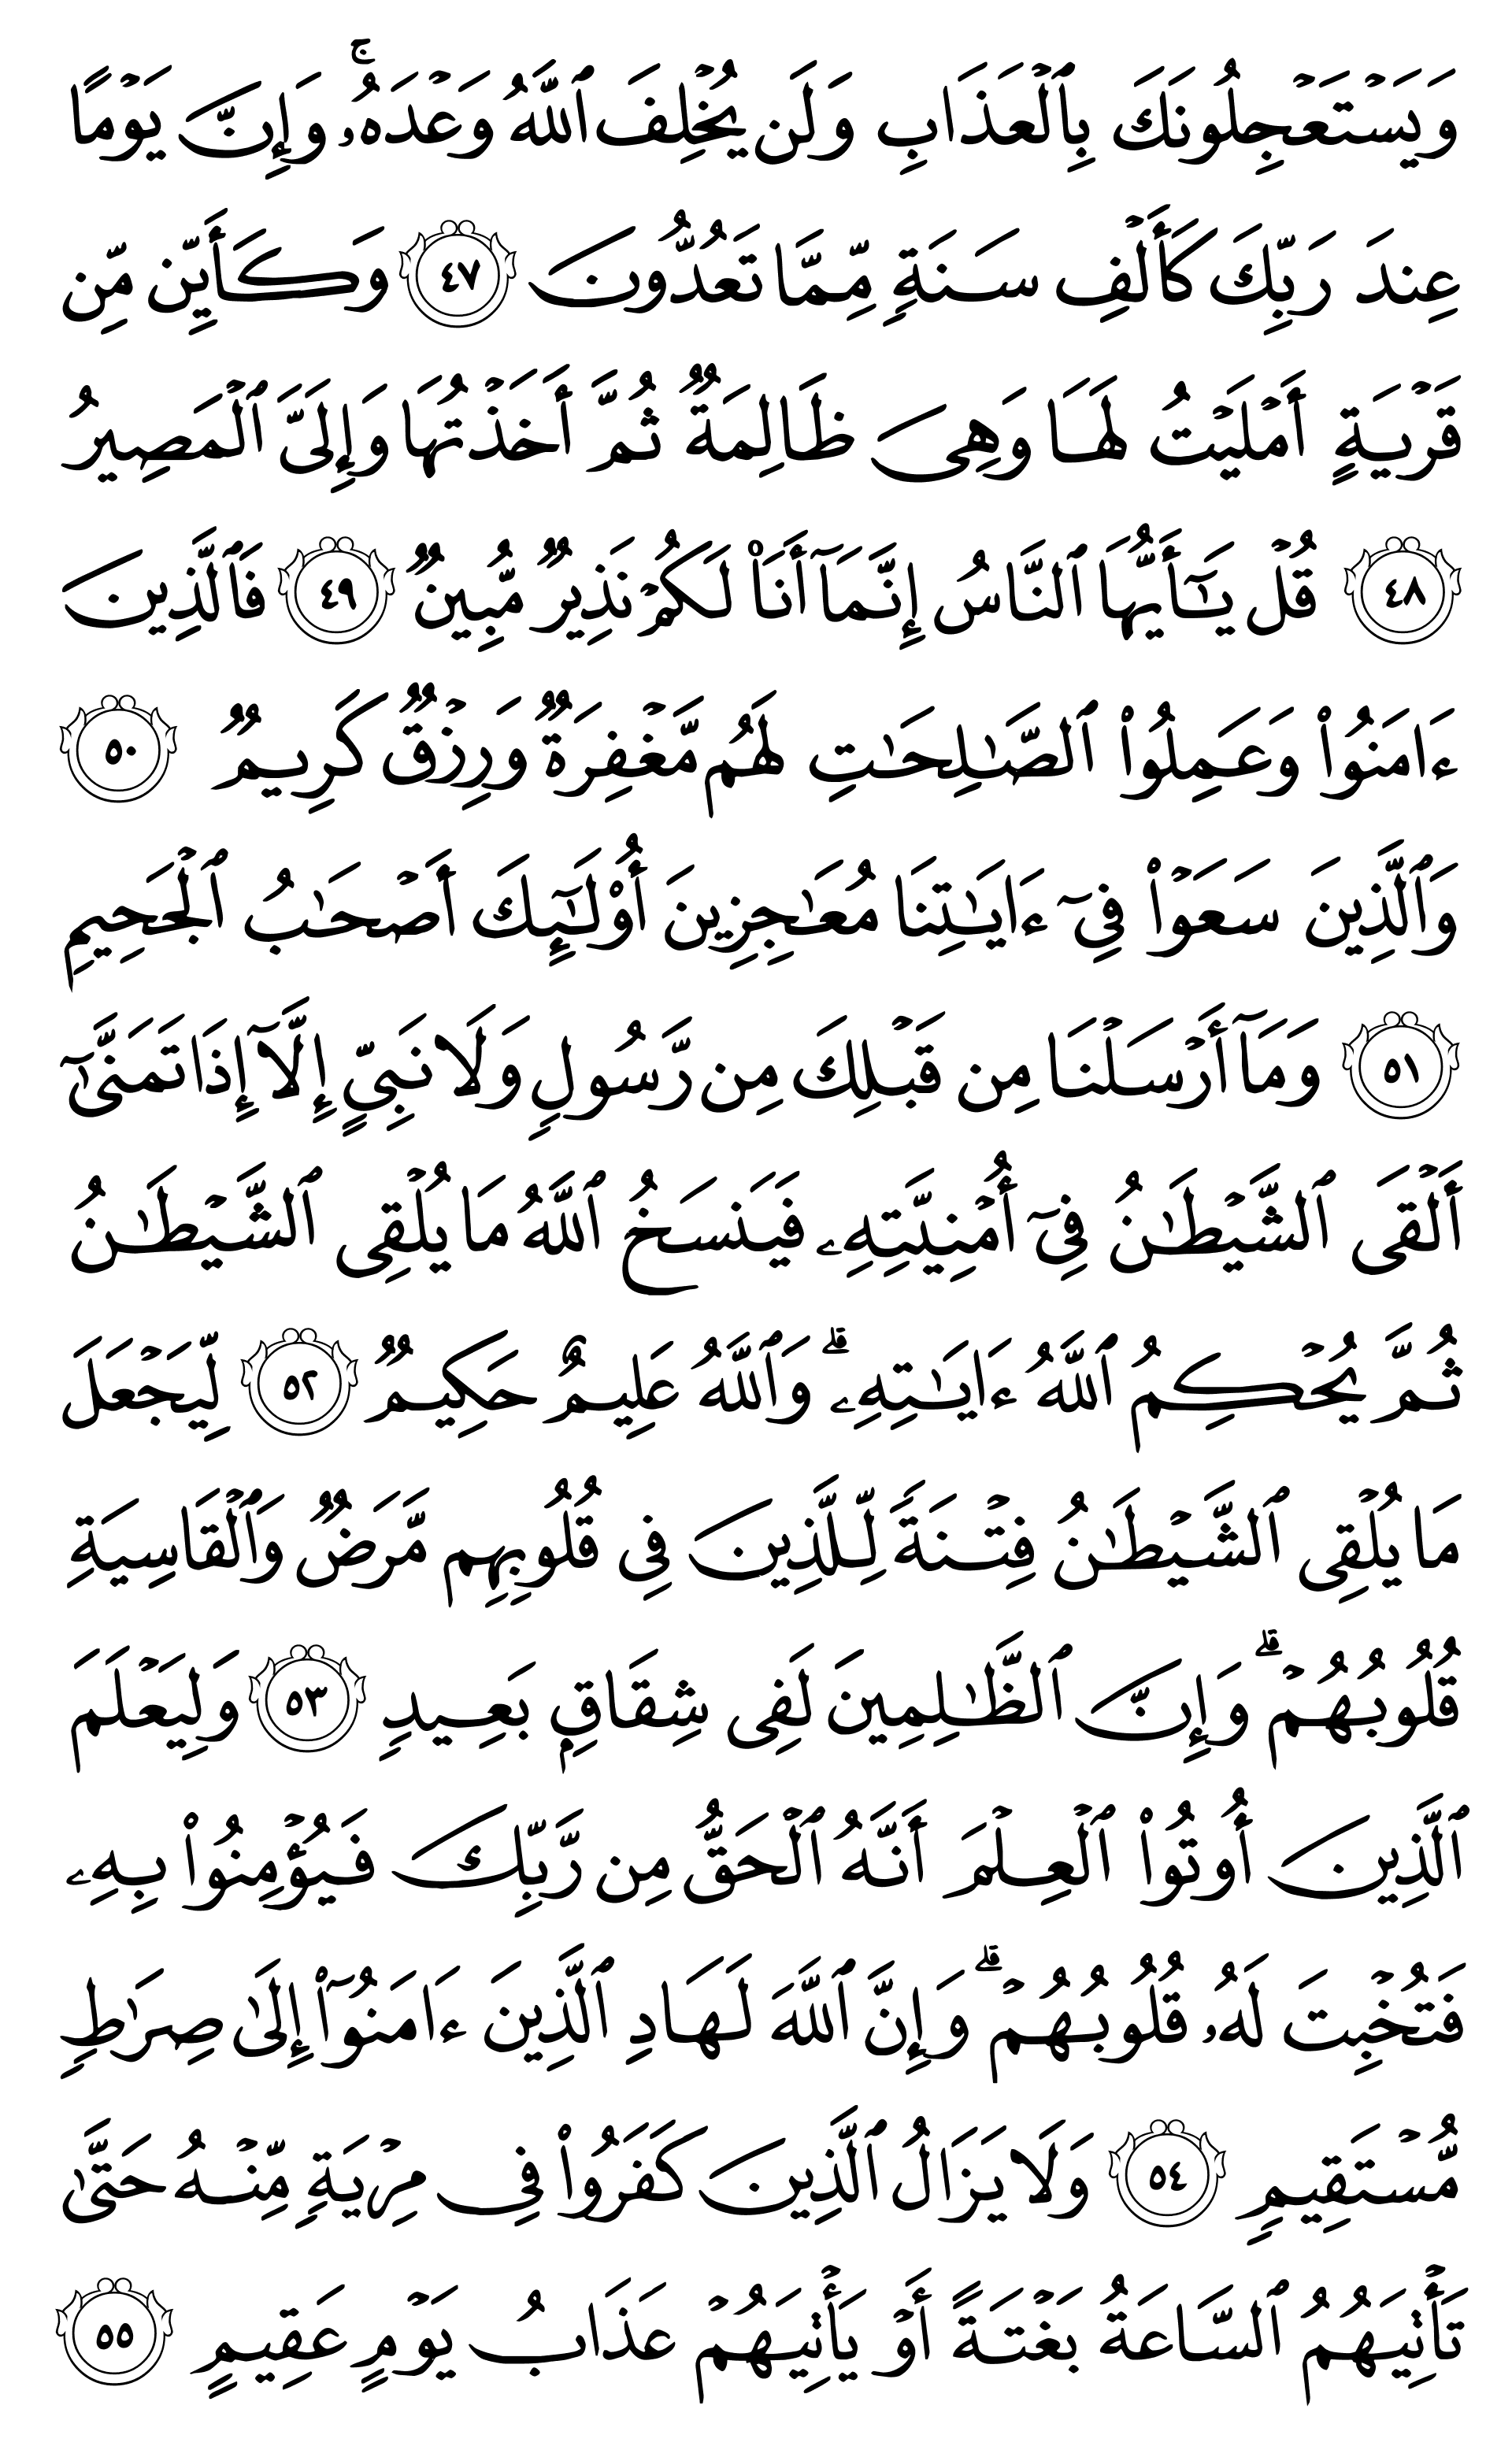 وَيَسْتَعْجِلُونَكَ بِٱلْعَذَابِ وَلَن يُخْلِفَ ٱللَّهُ وَعْدَهُۥۚ وَإِنَّ يَوْمًا
عِندَ رَبِّكَ كَأَلْفِ سَنَةٍ مِّمَّا تَعُدُّونَ ٤٧ وَكَأَيِّن مِّن
قَرْيَةٍ أَمْلَيْتُ لَهَا وَهِىَ ظَالِمَةٌ ثُمَّ أَخَذْتُهَا وَإِلَىَّ ٱلْمَصِيرُ
٤٨ قُلْ يَـٰٓأَيُّهَا ٱلنَّاسُ إِنَّمَآ أَنَا۠ لَكُمْ نَذِيرٌ مُّبِينٌ ٤٩ فَٱلَّذِينَ
ءَامَنُوا۟ وَعَمِلُوا۟ ٱلصَّـٰلِحَـٰتِ لَهُم مَّغْفِرَةٌ وَرِزْقٌ كَرِيمٌ ٥٠
وَٱلَّذِينَ سَعَوْا۟ فِىٓ ءَايَـٰتِنَا مُعَـٰجِزِينَ أُو۟لَـٰٓئِكَ أَصْحَـٰبُ ٱلْجَحِيمِ
٥١ وَمَآ أَرْسَلْنَا مِن قَبْلِكَ مِن رَّسُولٍ وَلَا نَبِىٍّ إِلَّآ إِذَا تَمَنَّىٰٓ
أَلْقَى ٱلشَّيْطَـٰنُ فِىٓ أُمْنِيَّتِهِۦ فَيَنسَخُ ٱللَّهُ مَا يُلْقِى ٱلشَّيْطَـٰنُ
ثُمَّ يُحْكِمُ ٱللَّهُ ءَايَـٰتِهِۦۗ وَٱللَّهُ عَلِيمٌ حَكِيمٌ ٥٢ لِّيَجْعَلَ
مَا يُلْقِى ٱلشَّيْطَـٰنُ فِتْنَةً لِّلَّذِينَ فِى قُلُوبِهِم مَّرَضٌ وَٱلْقَاسِيَةِ
قُلُوبُهُمْۗ وَإِنَّ ٱلظَّـٰلِمِينَ لَفِى شِقَاقٍۭ بَعِيدٍ ٥٣ وَلِيَعْلَمَ
ٱلَّذِينَ أُوتُوا۟ ٱلْعِلْمَ أَنَّهُ ٱلْحَقُّ مِن رَّبِّكَ فَيُؤْمِنُوا۟ بِهِۦ
فَتُخْبِتَ لَهُۥ قُلُوبُهُمْۗ وَإِنَّ ٱللَّهَ لَهَادِ ٱلَّذِينَ ءَامَنُوٓا۟ إِلَىٰ صِرَٰطٍ
مُّسْتَقِيمٍ ٥٤ وَلَا يَزَالُ ٱلَّذِينَ كَفَرُوا۟ فِى مِرْيَةٍ مِّنْهُ حَتَّىٰ
تَأْتِيَهُمُ ٱلسَّاعَةُ بَغْتَةً أَوْ يَأْتِيَهُمْ عَذَابُ يَوْمٍ عَقِيمٍ ٥٥